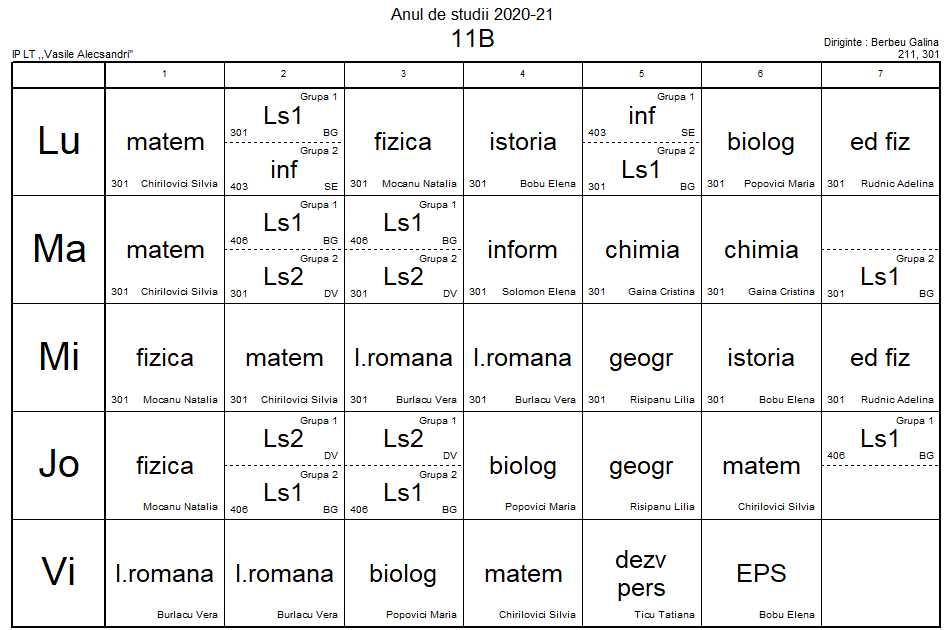 Anul de studii 2020-21
11B
IP LT ,,Vasile Alecsandri"
Diriginte : Berbeu Galina
211, 301
1 2 3 4 5 6 7
Lu
matem
301 Chirilovici Silvia
Grupa 1
Ls1
301 BG
Grupa 2
inf
403 SE
fizica
301 Mocanu Natalia
istoria
301 Bobu Elena
Grupa 1
inf
403 SE
Grupa 2
Ls1
301 BG
biolog
301 Popovici Maria
ed fiz
301 Rudnic Adelina
Ma
matem
301 Chirilovici Silvia
Grupa 1
Ls1
406 BG
Grupa 2
Ls2
301 DV
Grupa 1
Ls1
406 BG
Grupa 2
Ls2
301 DV
inform
301 Solomon Elena
chimia
301 Gaina Cristina
chimia
301 Gaina Cristina
Grupa 2
Ls1
301 BG
Mi
fizica
301 Mocanu Natalia
matem
301 Chirilovici Silvia
l.romana
301 Burlacu Vera
l.romana
301 Burlacu Vera
geogr
301 Risipanu Lilia
istoria
301 Bobu Elena
ed fiz
301 Rudnic Adelina
Jo
fizica
Mocanu Natalia
Grupa 1
Ls2
DV
Grupa 2
Ls1
406 BG
Grupa 1
Ls2
DV
Grupa 2
Ls1
406 BG
biolog
Popovici Maria
geogr
Risipanu Lilia
matem
Chirilovici Silvia
Grupa 1
Ls1
406 BG
Vi
l.romana
Burlacu Vera
l.romana
Burlacu Vera
biolog
Popovici Maria
matem
Chirilovici Silvia
dezv
pers
Ticu Tatiana
EPS
Bobu Elena